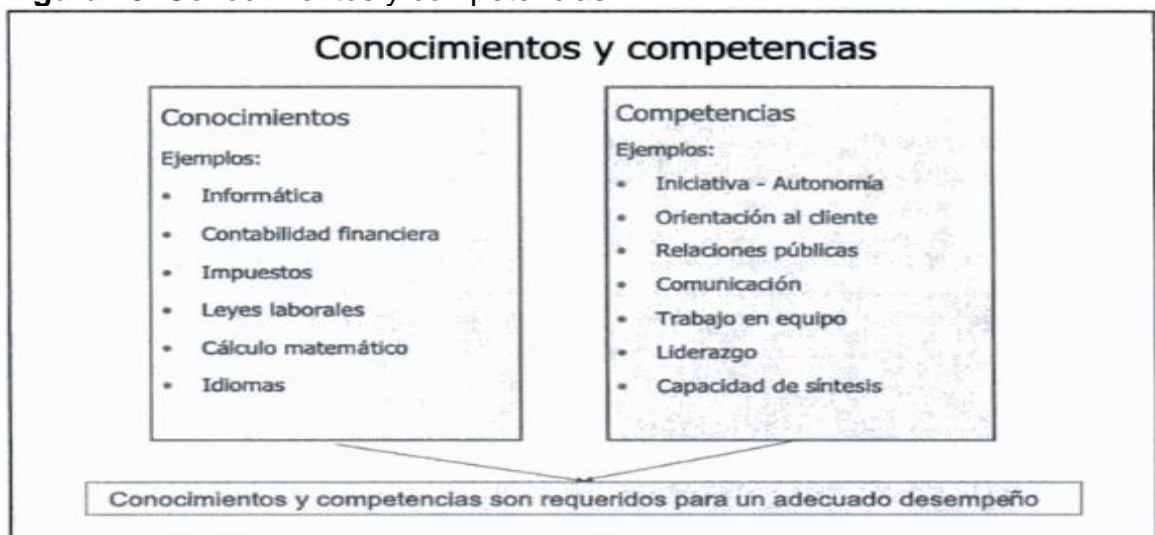 Conocimientos y competencias
Conocimientos
Ejemplos:
• Informática
• Contabilidad financiera
• Impuestos
• Leyes laborales
• Cálculo matemático
• Idiomas
Competencias
Ejemplos:
• Iniciativa - Autonomía
• Orientación al cliente
• Relaciones públicas
• Comunicación
• Trabajo en equipo
• Liderazgo
• Capacidad de síntesis
Conocimientos y competencias son requeridos para un adecuado desempeño